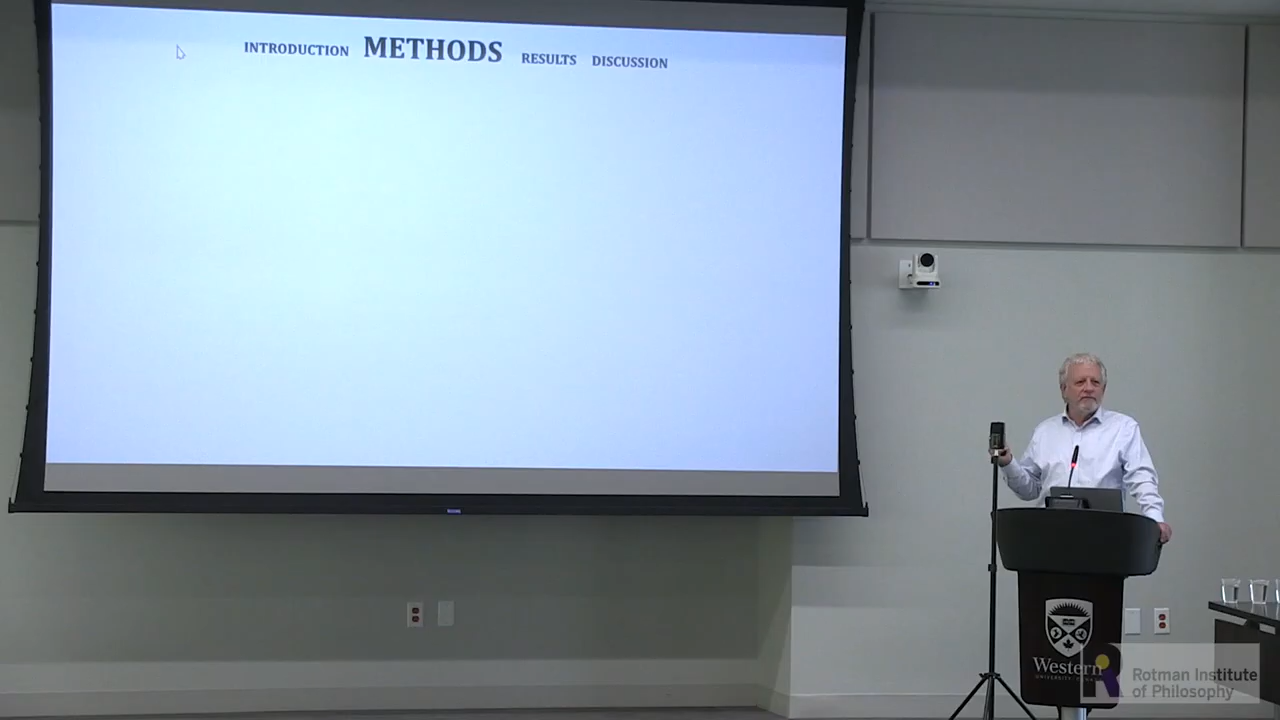 INTRODUCTION METHODS RESULTS DISCUSSION
Western
Rotman Institute
of Philosophy